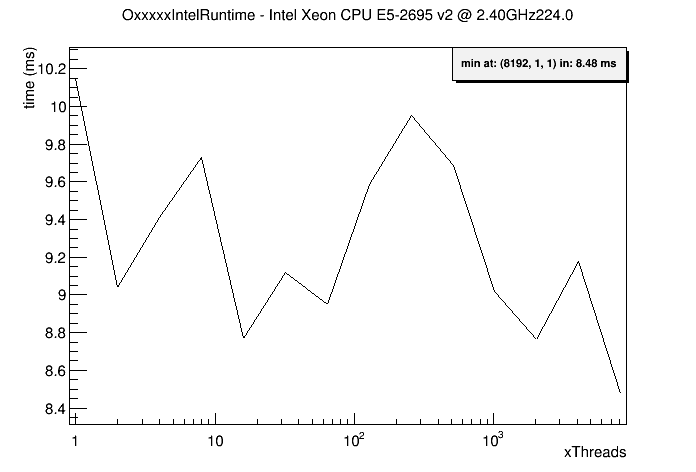 OxxxxxIntelRuntime - Intel Xeon CPU E5-2695 v2 @ 2.40GHz224.0
min at: (8192, 1, 1) in: 8.48 ms
time (ms)
10.2
10
9.8
9.6
9.4
9.2
9
8.8
8.6
8.4
1 10 10² 10³
xThreads